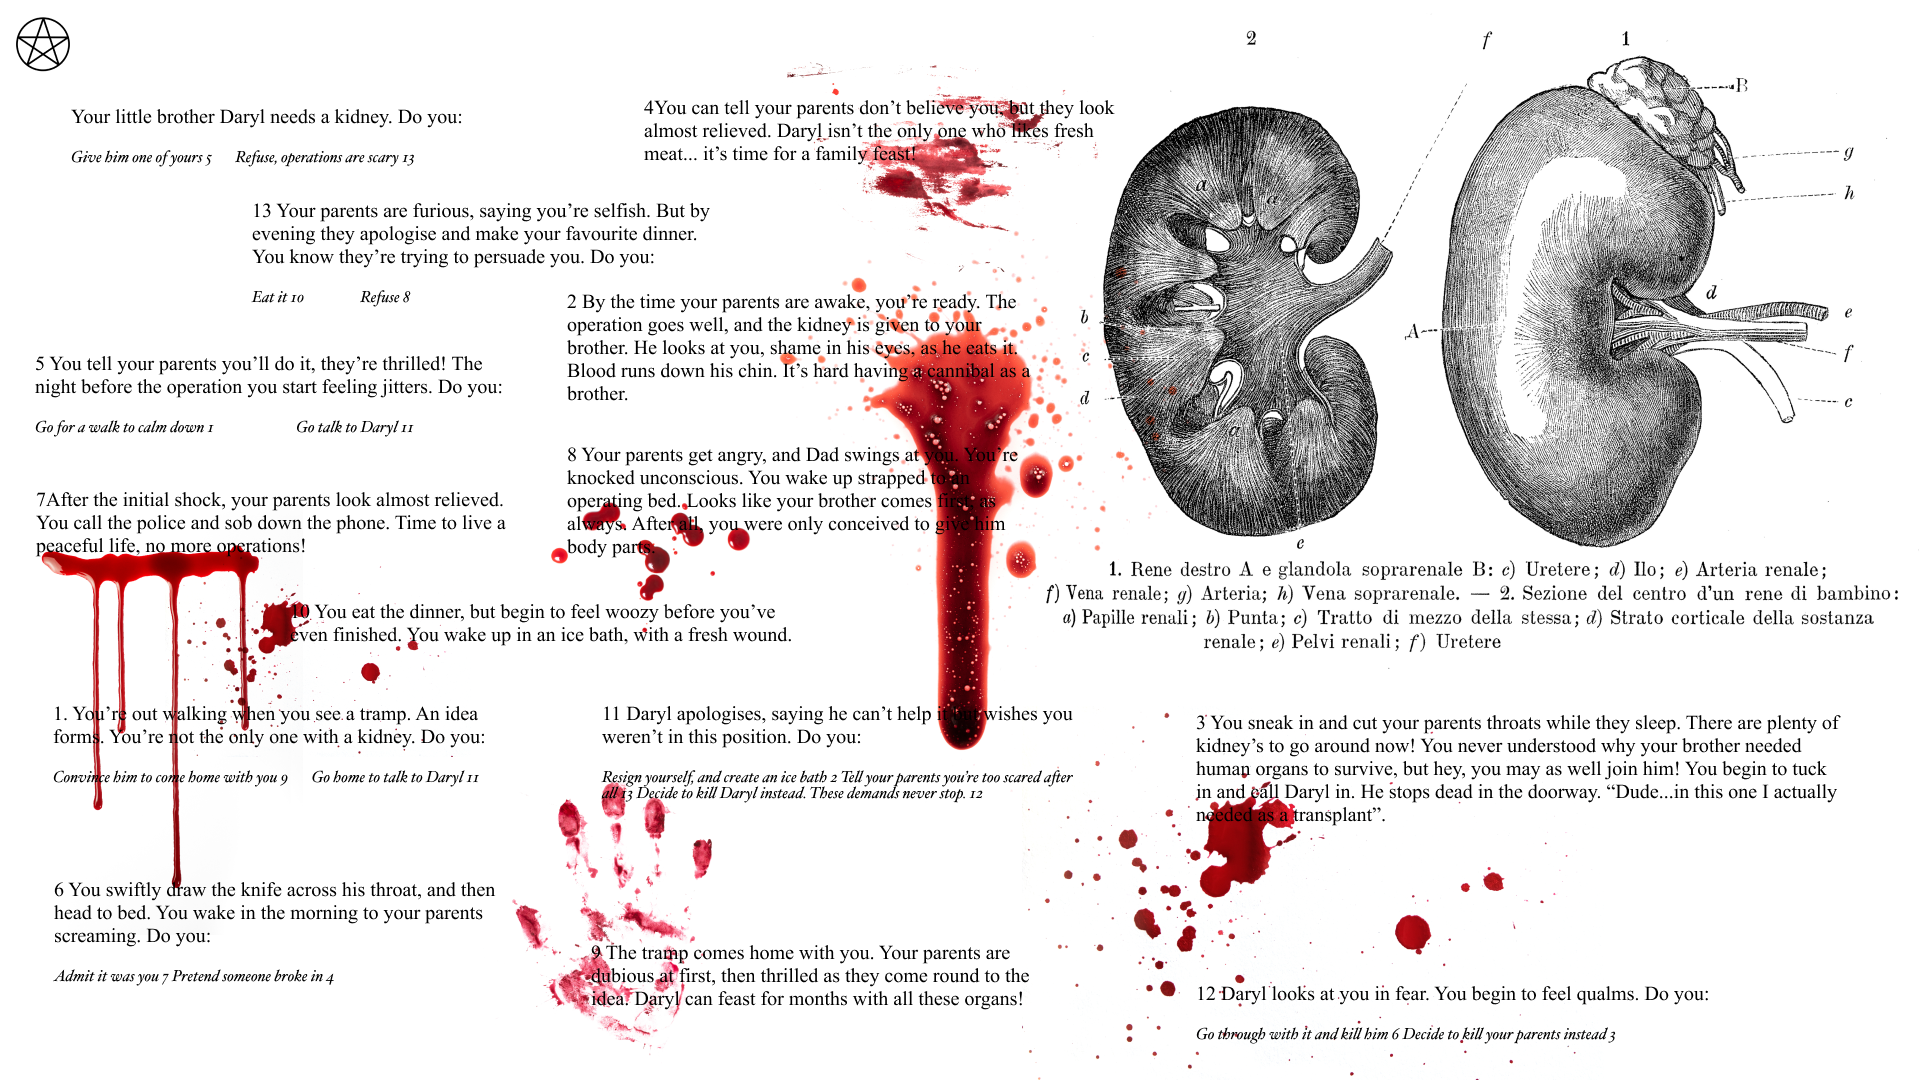 Your little brother Daryl needs a kidney. Do you:
Give him one of yours 5 Refuse, operations are scary 13
13 Your parents are furious, saying you’re selfish. But by
evening they apologise and make your favourite dinner.
You know they’re trying to persuade you. Do you:
Eat it 10 Refuse 8
5 You tell your parents you’ll do it, they’re thrilled! The
night before the operation you start feeling jitters. Do you:
Go for a walk to calm down 1 Go talk to Daryl 11
7After the initial shock, your parents look almost relieved.
You call the police and sob down the phone. Time to live a
peaceful life, no more operations!
4You can tell your parents don’t believe you, but they look
almost relieved. Daryl isn’t the only one who likes fresh
meat... it’s time for a family feast!
2 By the time your parents are awake, you’re ready. The
operation goes well, and the kidney is given to your
brother. He looks at you, shame in his eyes, as he eats it.
Blood runs down his chin. It’s hard having a cannibal as a
brother.
8 Your parents get angry, and Dad swings at you. You’re
knocked unconscious. You wake up strapped to an
operating bed. Looks like your brother comes first, as
always. After all, you were only conceived to give him
body parts.
10 You eat the dinner, but begin to feel woozy before you’ve
even finished. You wake up in an ice bath, with a fresh wound.
1. You’re out walking when you see a tramp. An idea
forms. You’re not the only one with a kidney. Do you:
Convince him to come home with you 9 Go home to talk to Daryl 11
6 You swiftly draw the knife across his throat, and then
head to bed. You wake in the morning to your parents
screaming. Do you:
Admit it was you 7 Pretend someone broke in 4
11 Daryl apologises, saying he can’t help it but wishes you
weren’t in this position. Do you:
Resign yourself, and create an ice bath 2 Tell your parents you’re too scared after
all 13 Decide to kill Daryl instead. These demands never stop. 12
9 The tramp comes home with you. Your parents are
dubious at first, then thrilled as they come round to the
idea. Daryl can feast for months with all these organs!
2 f 1
B
a
a
g
h
d
b
A
e
c
f
d
c
a
e
1. Rene destro A e glandola soprarenale B: c) Uretere; d) Ilo; e) Arteria renale;
f) Vena renale; g) Arteria; h) Vena soprarenale. — 2. Sezione del centro d'un rene di bambino:
a) Papille renali; b) Punta; c) Tratto di mezzo della stessa; d) Strato corticale della sostanza
renale; e) Pelvi renali; f) Uretere
3 You sneak in and cut your parents throats while they sleep. There are plenty of
kidney’s to go around now! You never understood why your brother needed
human organs to survive, but hey, you may as well join him! You begin to tuck
in and call Daryl in. He stops dead in the doorway. “Dude...in this one I actually
needed as a transplant”.
12 Daryl looks at you in fear. You begin to feel qualms. Do you:
Go through with it and kill him 6 Decide to kill your parents instead 3